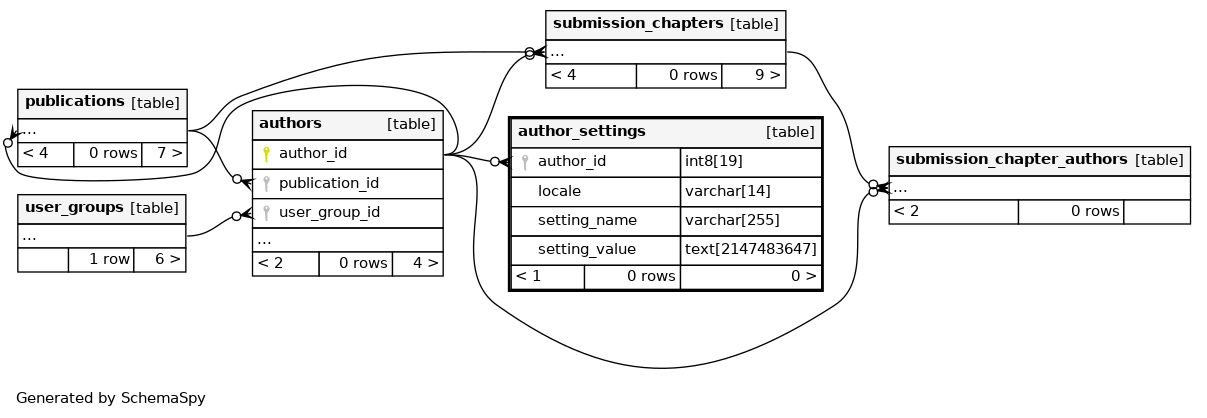 submission_chapters [table]
...
< 4 0 rows 9 >
publications [table]
...
< 4 0 rows 7 >
authors [table]
author_id
publication_id
user_group_id
...
< 2 0 rows 4 >
author_settings [table]
author_id int8[19]
locale varchar[14]
setting_name varchar[255]
setting_value text[2147483647]
< 1 0 rows 0 >
submission_chapter_authors [table]
...
< 2 0 rows
user_groups [table]
...
1 row 6 >
Generated by SchemaSpy